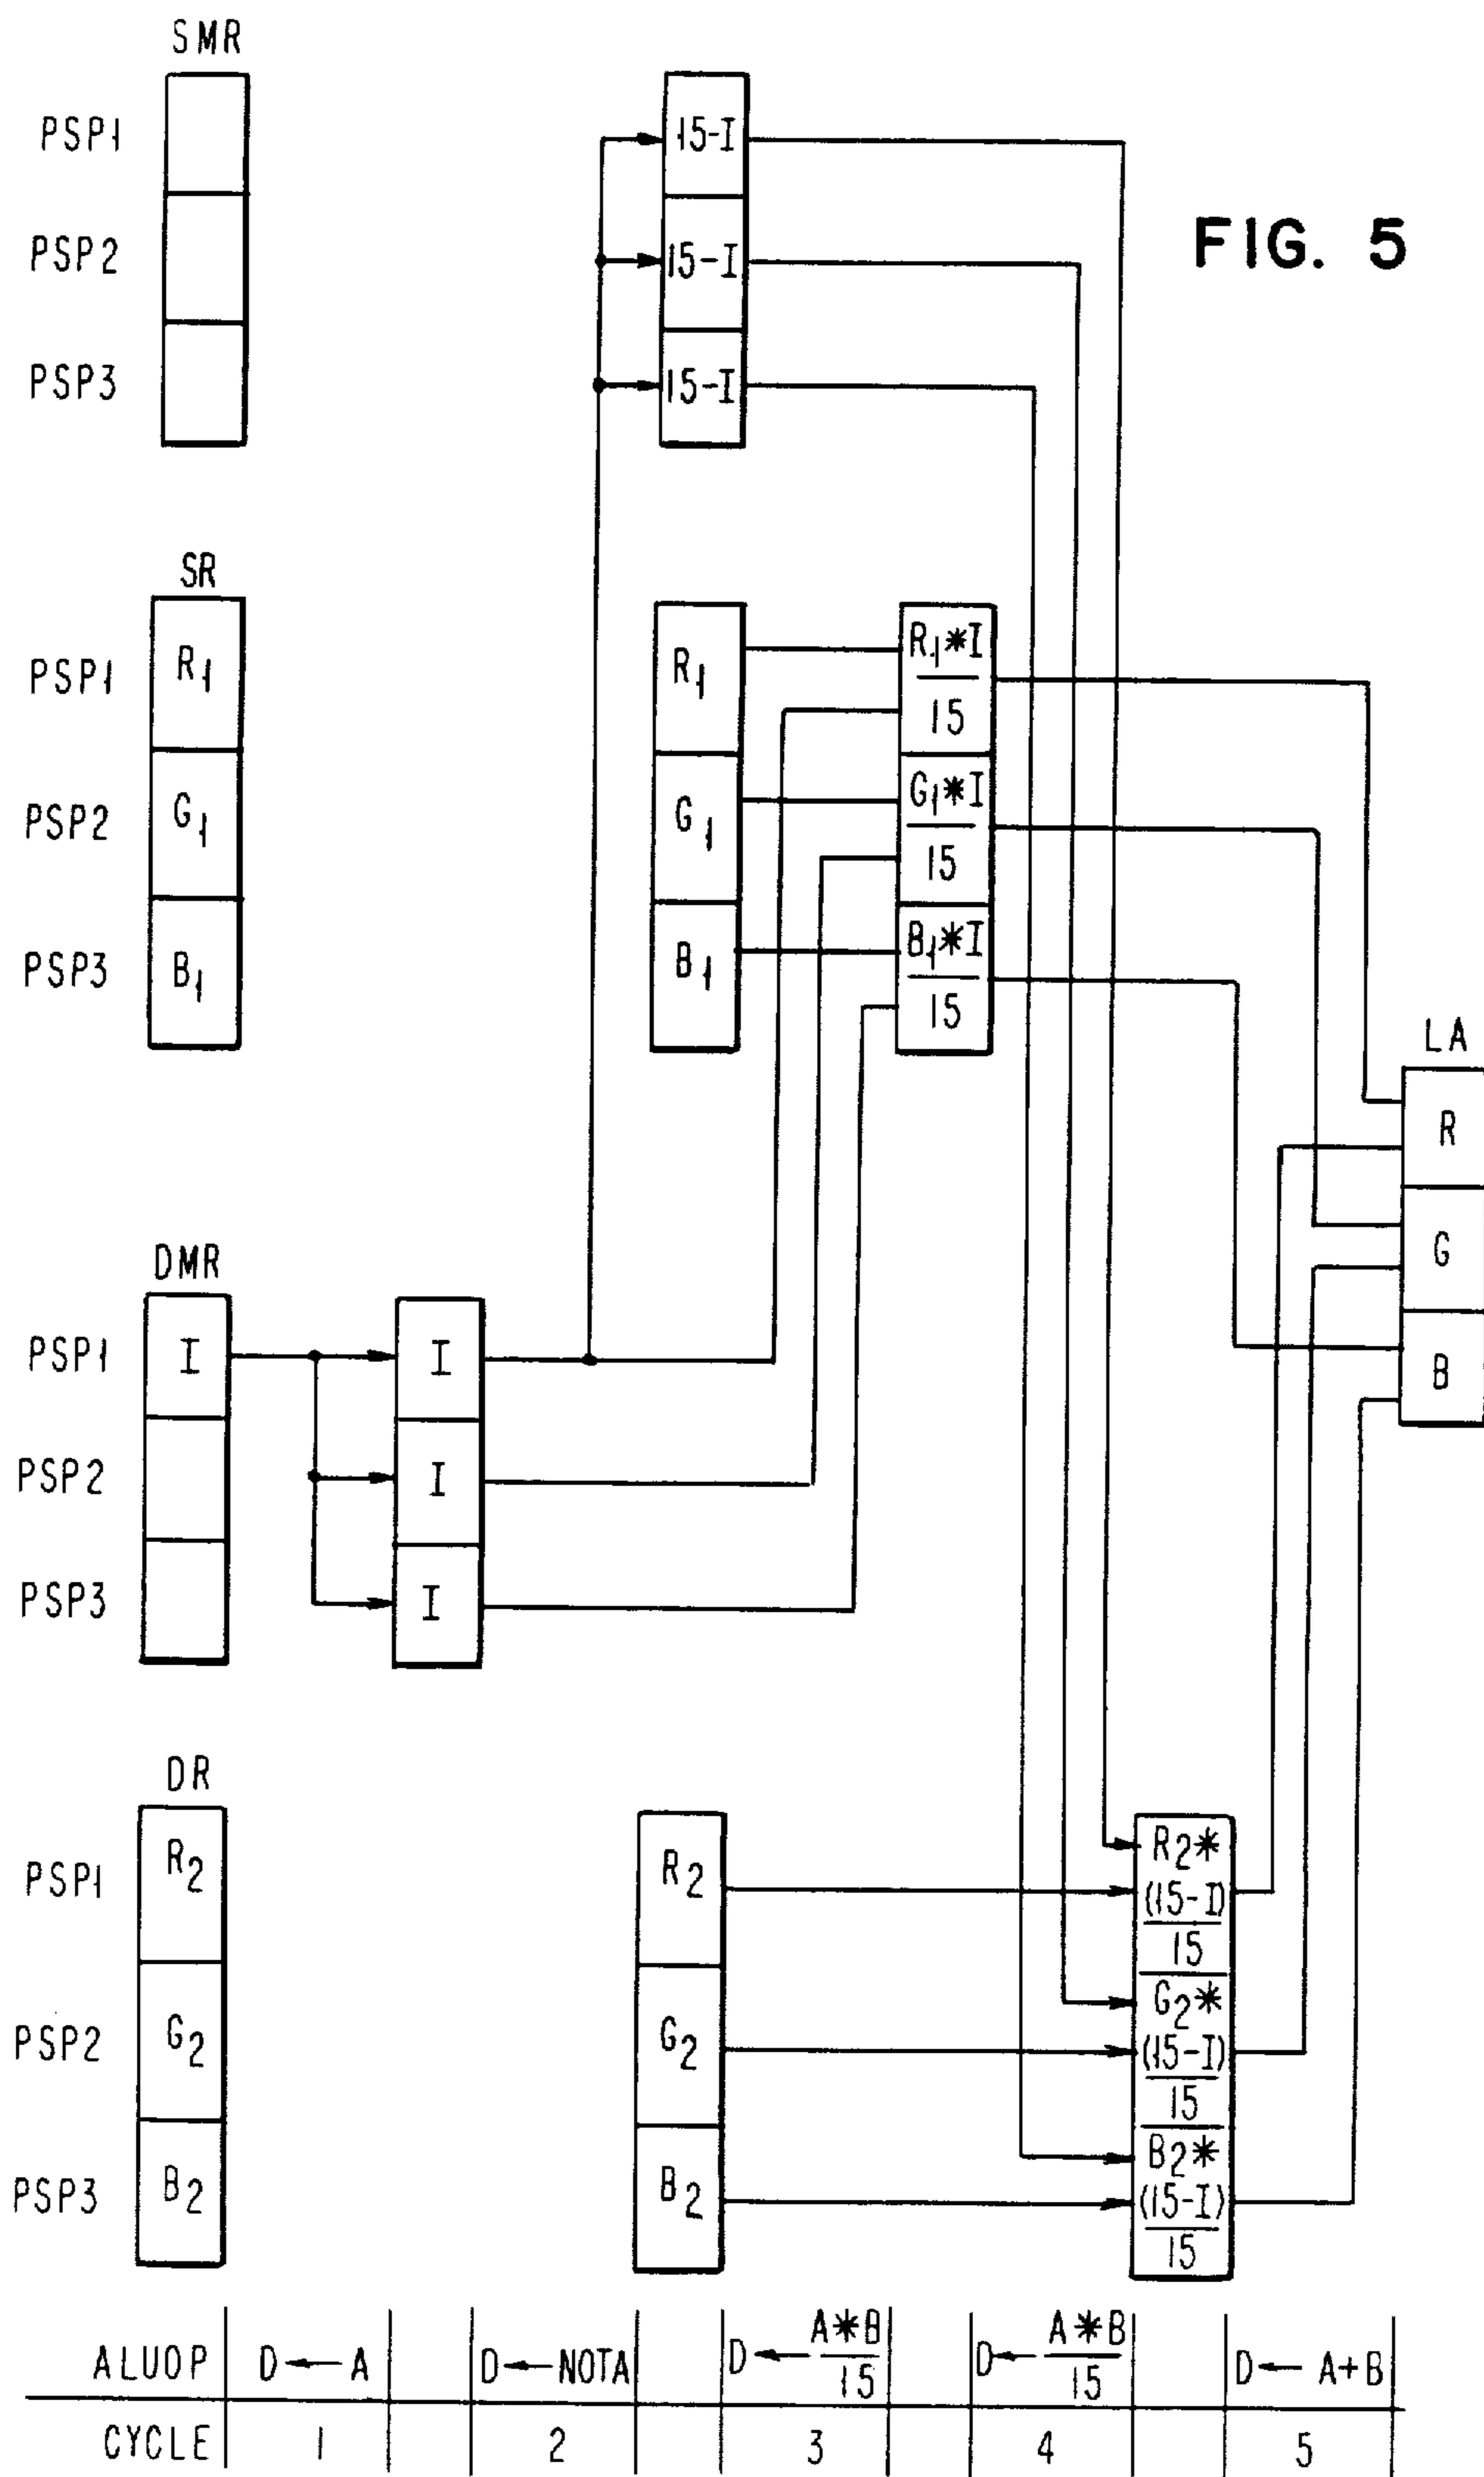 SMR
PSP1 15-I
FIG. 5
PSP2 15-I
PSP3 15-I
SR
PSP1 R1 R1 R1*I
15
PSP2 G1 G1 G1*I
15
PSP3 B1 B1 B1*I
15
LA
R
G
B
DMR
PSP1 I I
PSP2 I
PSP3 I
DR
PSP1 R2 R2 R2*
(15-I)
15
PSP2 G2 G2 G2*
(15-I)
15
PSP3 B2 B2 B2*
(15-I)
15
ALUOP D←A D←NOTA D←A*B/15 D←A*B/15 D←A+B
CYCLE 1 2 3 4 5